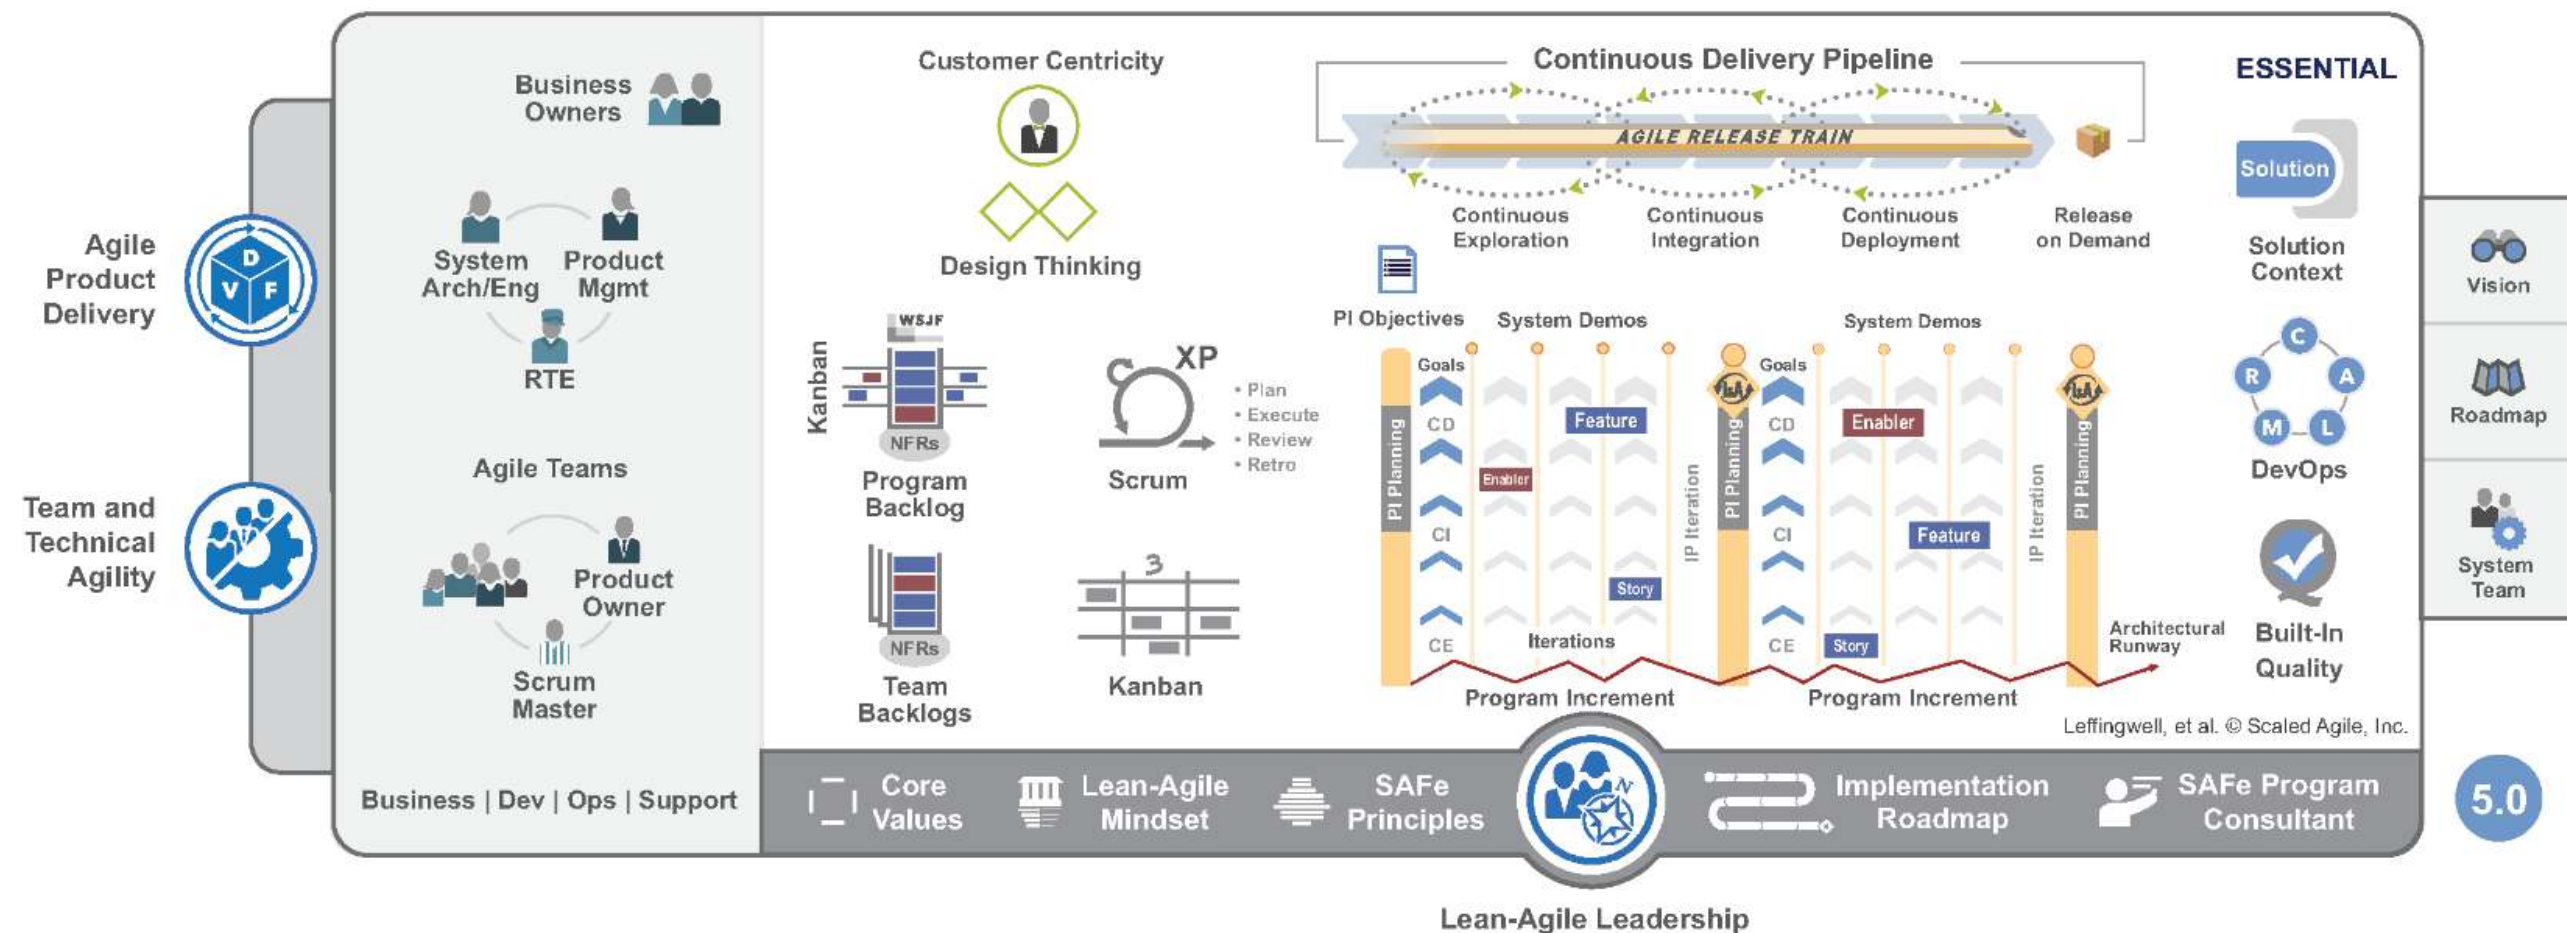 Agile
Product
Delivery
D
V F
Team and
Technical
Agility
Business
Owners
System
Arch/Eng
Product
Mgmt
RTE
Agile Teams
Product
Owner
Scrum
Master
Business | Dev | Ops | Support
Customer Centricity
Design Thinking
Kanban
WSJF
NFRs
Program
Backlog
XP
• Plan
• Execute
• Review
• Retro
Scrum
NFRs
Team
Backlogs
3
Kanban
Continuous Delivery Pipeline
AGILE RELEASE TRAIN
Continuous
Exploration
Continuous
Integration
Continuous
Deployment
Release
on Demand
PI Objectives
System Demos
System Demos
PI Planning
Goals
CD
CI
CE
Enabler
Feature
Story
Iterations
IP Iteration
I&A
PI Planning
Goals
CD
CI
CE
Enabler
Feature
Story
IP Iteration
I&A
PI Planning
Architectural
Runway
Program Increment
Program Increment
ESSENTIAL
Solution
Solution
Context
C
R
A
M
L
DevOps
Built-In
Quality
Leffingwell, et al. © Scaled Agile, Inc.
Vision
Roadmap
System
Team
Core
Values
Lean-Agile
Mindset
SAFe
Principles
N
Implementation
Roadmap
SAFe Program
Consultant
5.0
Lean-Agile Leadership